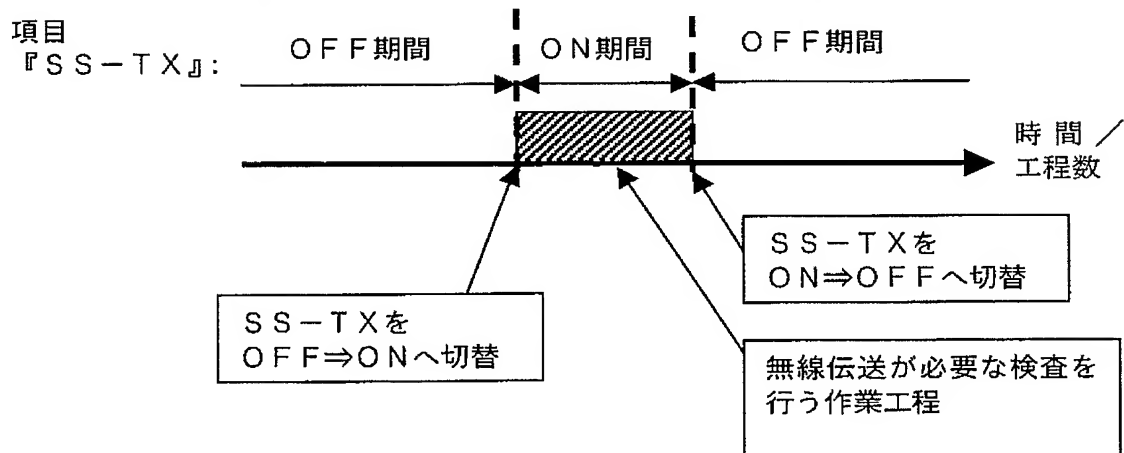 項目
『ＳＳ－ＴＸ』:
ＯＦＦ期間
ＯＮ期間
ＯＦＦ期間
時間／
工程数
ＳＳ－ＴＸを
ＯＮ⇒ＯＦＦへ切替
ＳＳ－ＴＸを
ＯＦＦ⇒ＯＮへ切替
無線伝送が必要な検査を
行う作業工程